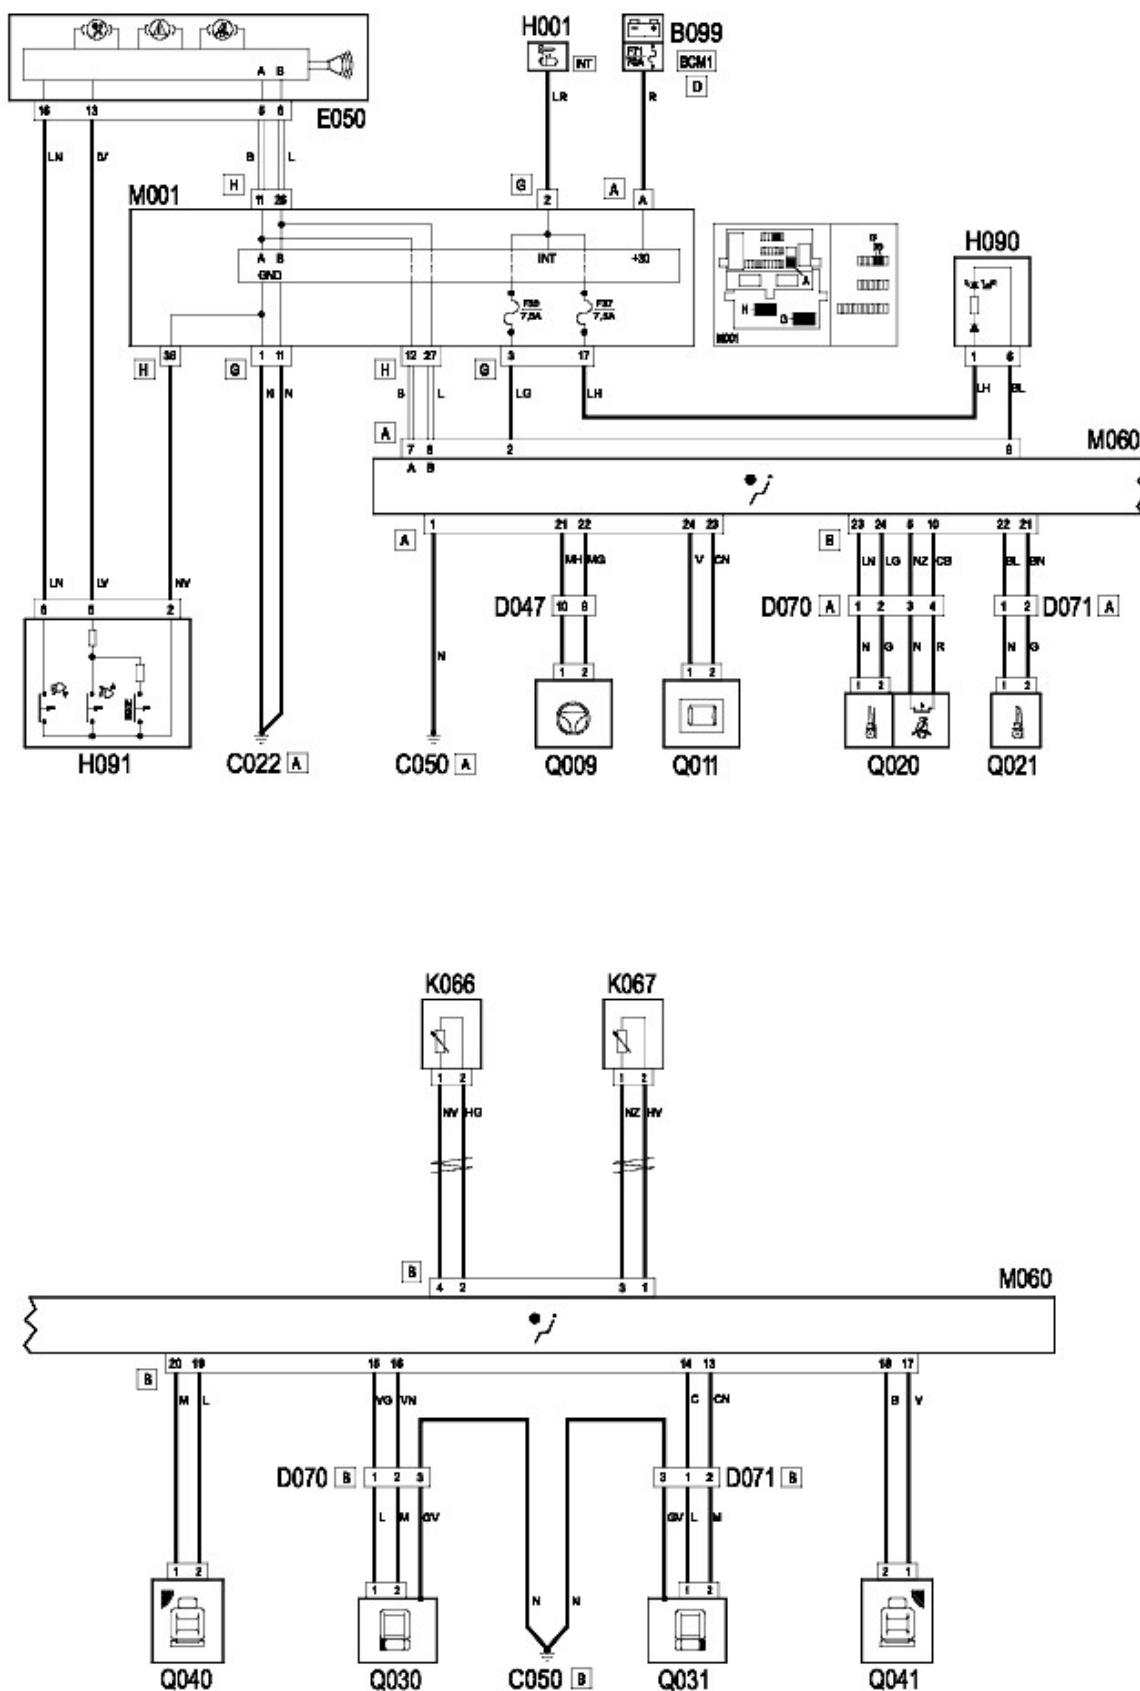 H001
B099
INT
FT1
70A
BCM1
D
A B
LR
R
16 13 5 6
E050
LN LV B L
H G A
M001
11 26 2 A
H090
A B INT +30
GND
F35
7,5A
F37
7,5A
A
H
G
M001
H 36 G 1 11 H 12 27 G 3 17
1 6
N N B L LG LH LH BL
A 7 8 2 9
M060
A B
A 1 21 22 24 23 B 23 24 5 10 22 21
MH MG V CN LN LG NZ CB BL BN
LN LV NV
D047 10 9 D070 A 1 2 3 4 1 2 D071 A
6 5 2
N N G N R N G
1 2 1 2 1 2 1 2
H091 C022 A C050 A Q009 Q011 Q020 Q021
K066 K067
1 2 1 2
NV HG NZ HV
B 4 2 3 1
M060
B 20 19 15 16 14 13 18 17
M L VG VN C CN B V
D070 B 1 2 3 3 1 2 D071 B
L M GV GV L M
1 2 1 2 N N 1 2 2 1
Q040 Q030 C050 B Q031 Q041